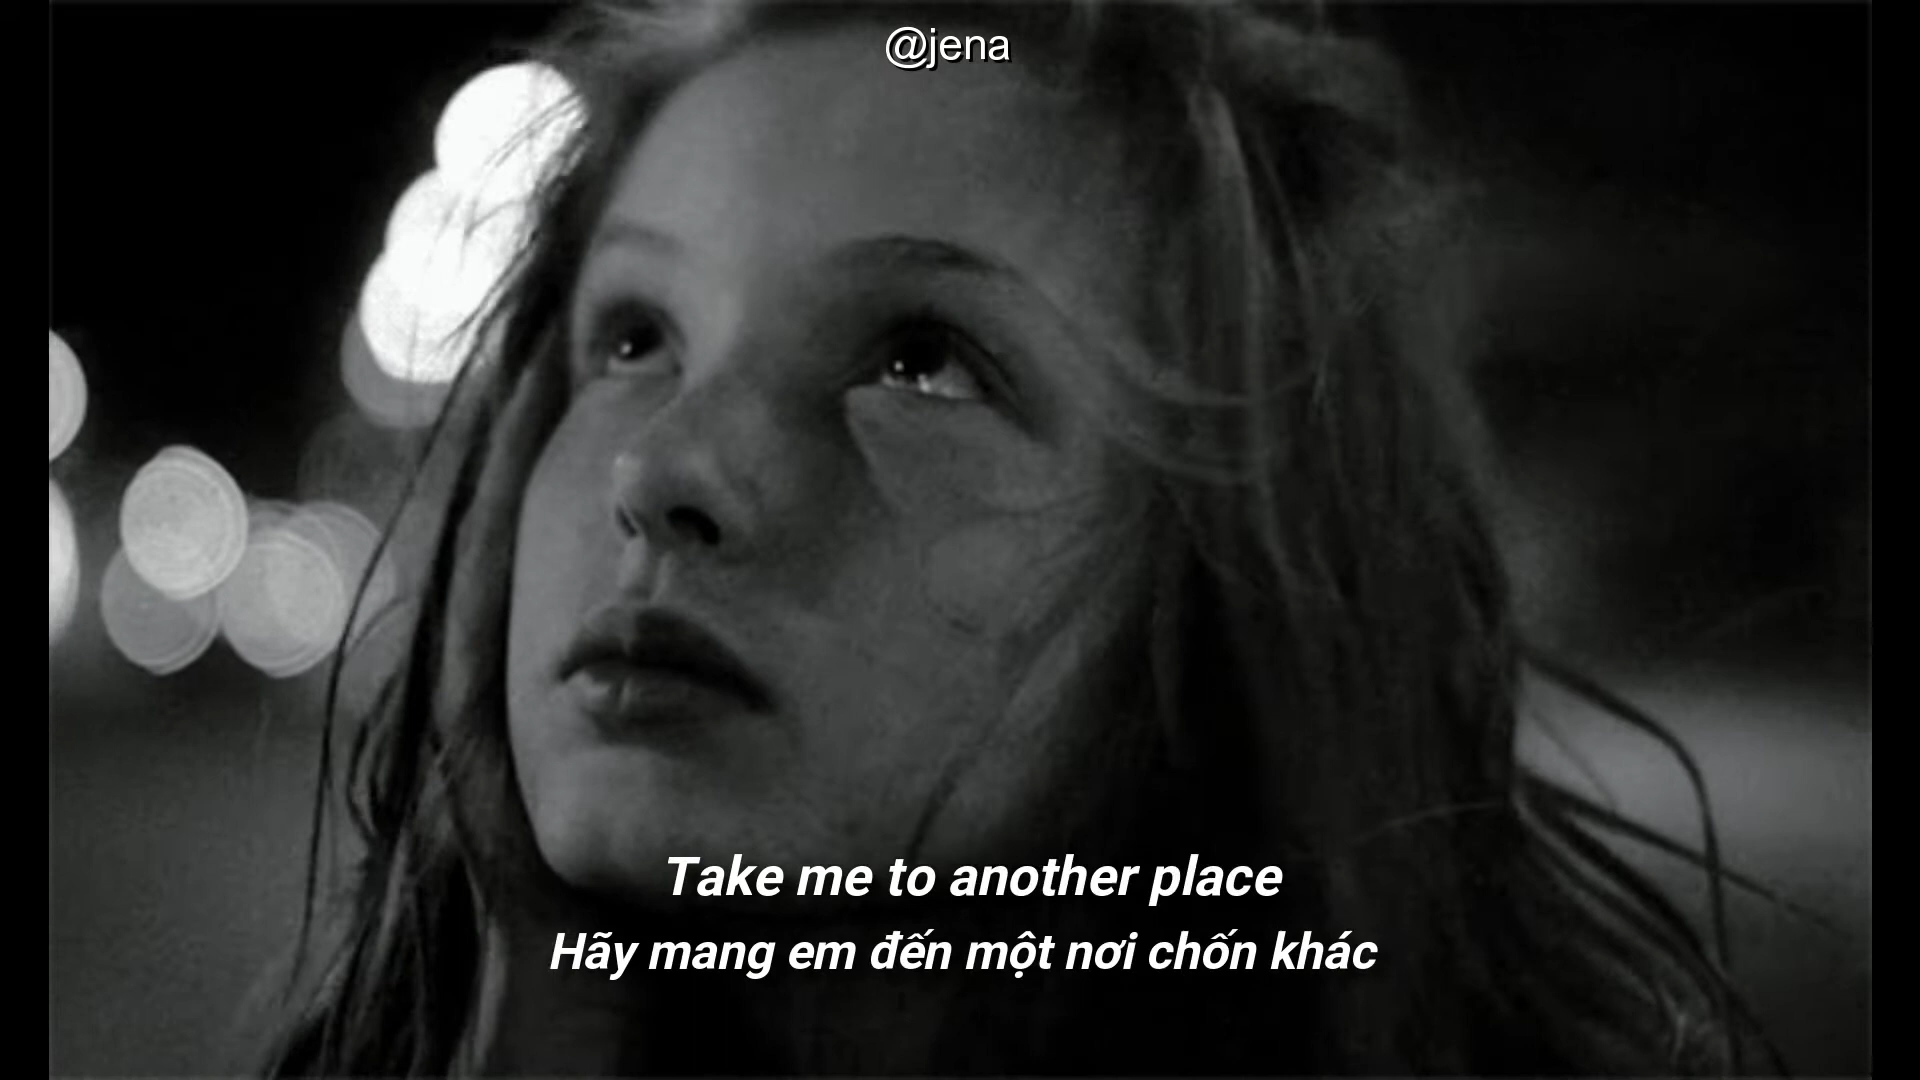 @jena
Take me to another place
Hãy mang em đến một nơi chốn khác